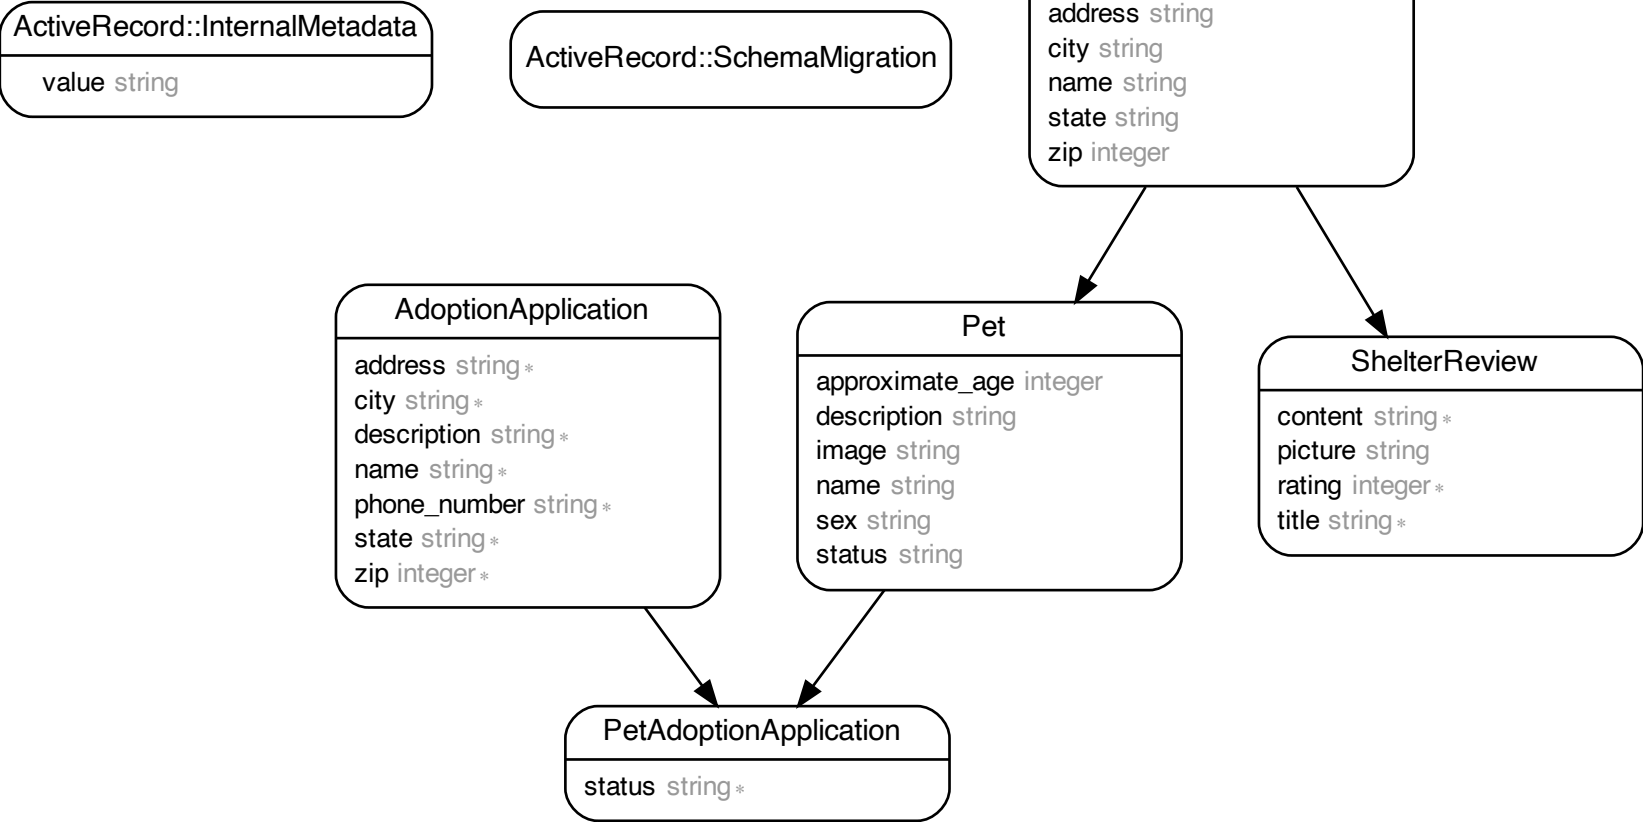 ActiveRecord::InternalMetadata
value string
ActiveRecord::SchemaMigration
address string
city string
name string
state string
zip integer
AdoptionApplication
address string *
city string *
description string *
name string *
phone_number string *
state string *
zip integer *
Pet
approximate_age integer
description string
image string
name string
sex string
status string
ShelterReview
content string *
picture string
rating integer *
title string *
PetAdoptionApplication
status string *